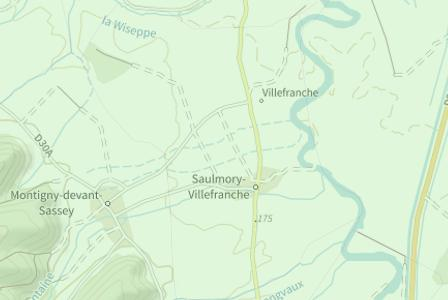 la Wiseppe
Villefranche
D30A
Saulmory-
Villefranche
Montigny-devant-
Sassey
175